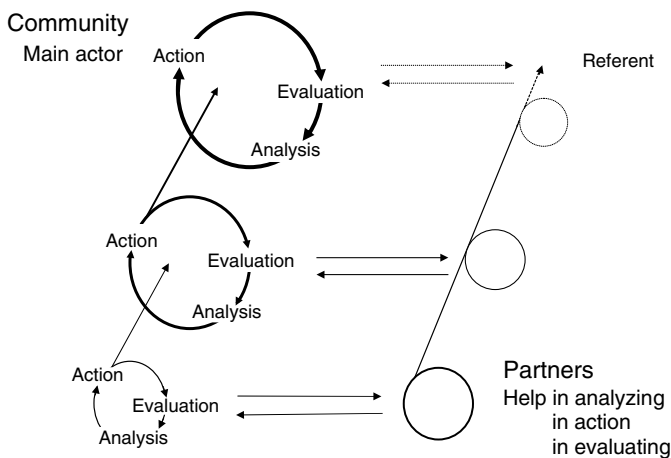 Community
Main actor
Action
Evaluation
Analysis
Referent
Action
Evaluation
Analysis
Action
Evaluation
Analysis
Partners
Help in analyzing
in action
in evaluating